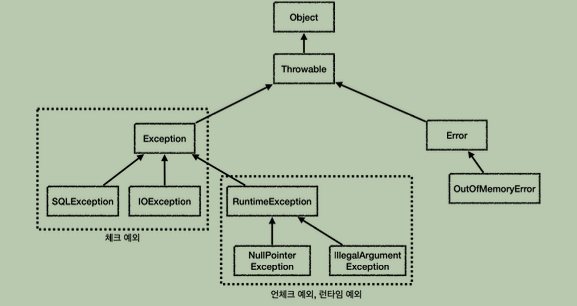 Object
Throwable
Exception
Error
SQLException
IOException
RuntimeException
OutOfMemoryError
체크 예외
NullPointer
Exception
IllegalArgument
Exception
언체크 예외, 런타임 예외